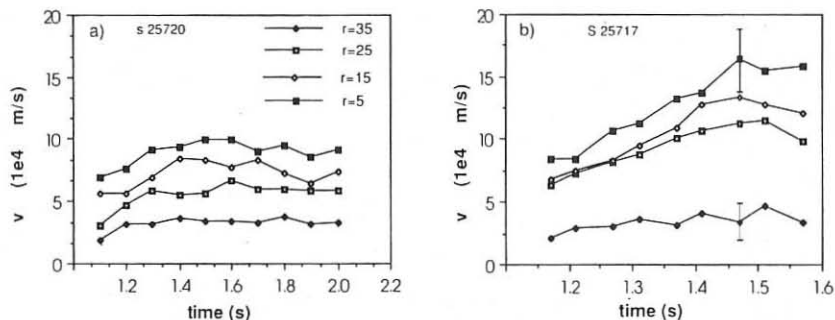 a) s 25720
r=35
r=25
r=15
r=5
20
15
10
5
0
v (1e4 m/s)
1.2 1.4 1.6 1.8 2.0 2.2
time (s)
b) S 25717
20
15
10
5
0
v (1e4 m/s)
1.2 1.3 1.4 1.5 1.6
time (s)